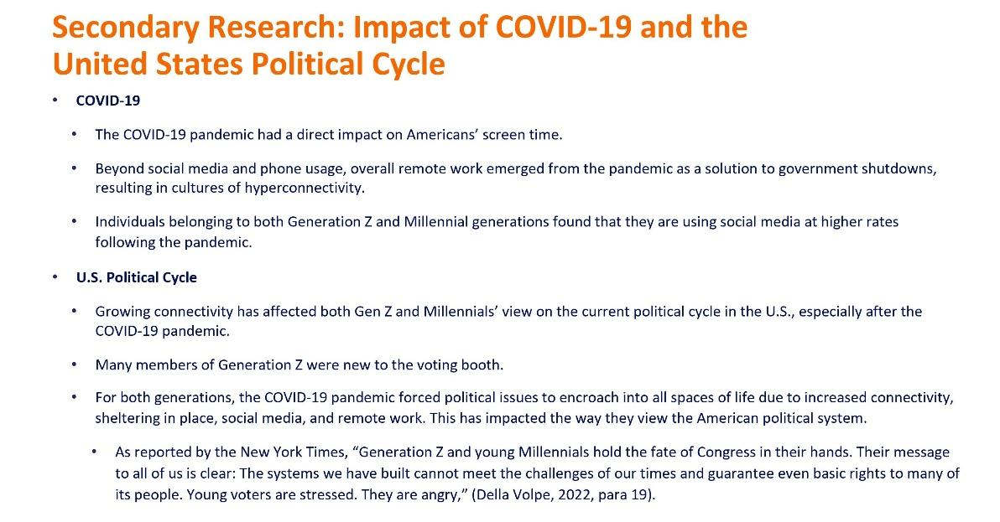 Secondary Research: Impact of COVID-19 and the
United States Political Cycle
• COVID-19
• The COVID-19 pandemic had a direct impact on Americans’ screen time.
• Beyond social media and phone usage, overall remote work emerged from the pandemic as a solution to government shutdowns,
resulting in cultures of hyperconnectivity.
• Individuals belonging to both Generation Z and Millennial generations found that they are using social media at higher rates
following the pandemic.
• U.S. Political Cycle
• Growing connectivity has affected both Gen Z and Millennials’ view on the current political cycle in the U.S., especially after the
COVID-19 pandemic.
• Many members of Generation Z were new to the voting booth.
• For both generations, the COVID-19 pandemic forced political issues to encroach into all spaces of life due to increased connectivity,
sheltering in place, social media, and remote work. This has impacted the way they view the American political system.
• As reported by the New York Times, “Generation Z and young Millennials hold the fate of Congress in their hands. Their message
to all of us is clear: The systems we have built cannot meet the challenges of our times and guarantee even basic rights to many of
its people. Young voters are stressed. They are angry,” (Della Volpe, 2022, para 19).